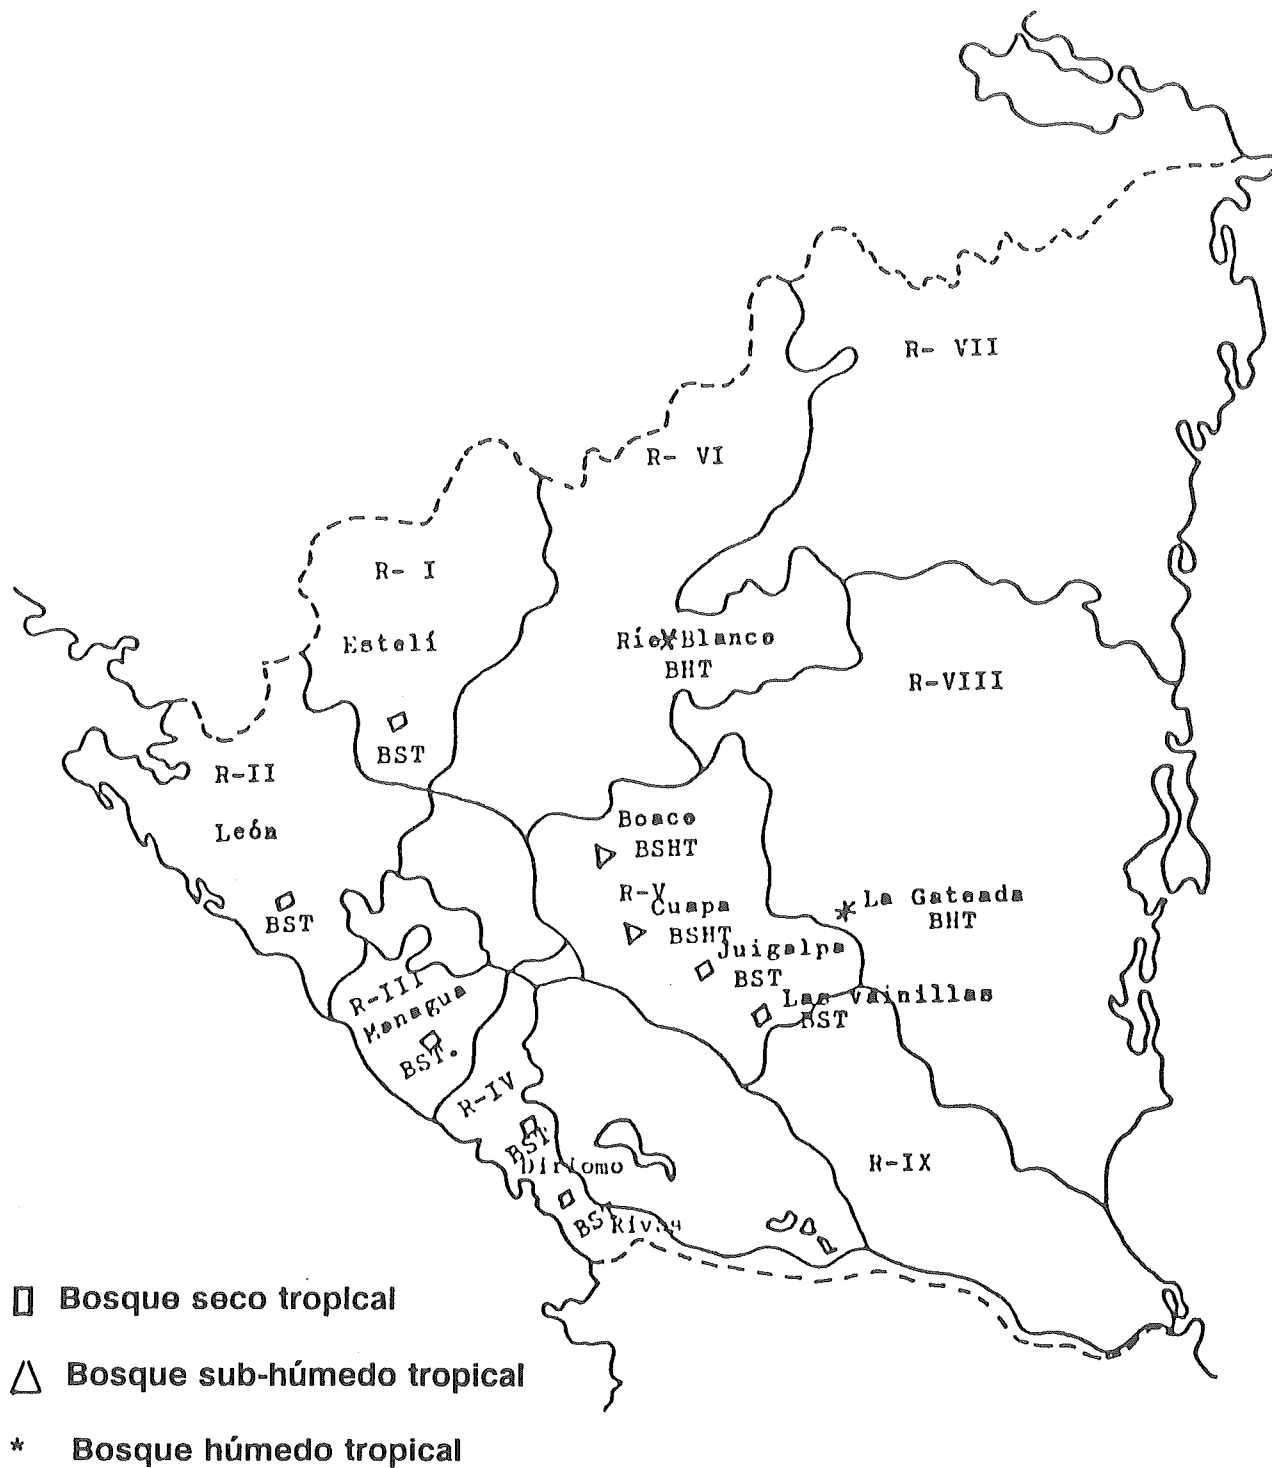 R- VII
R- VI
R- I
Estelí
Río Blanco
BHT
R-VIII
BST
R-II
León
BST
Boaco
BSHT
R-V
Cuapa
BSHT
La Gateada
BHT
Juigalpa
BST
Las Vainillas
BST
R-III
Managua
BST.
R-IV
BST
Diriomo
BST Rivas
R-IX
Bosque seco tropical
Bosque sub-húmedo tropical
* Bosque húmedo tropical